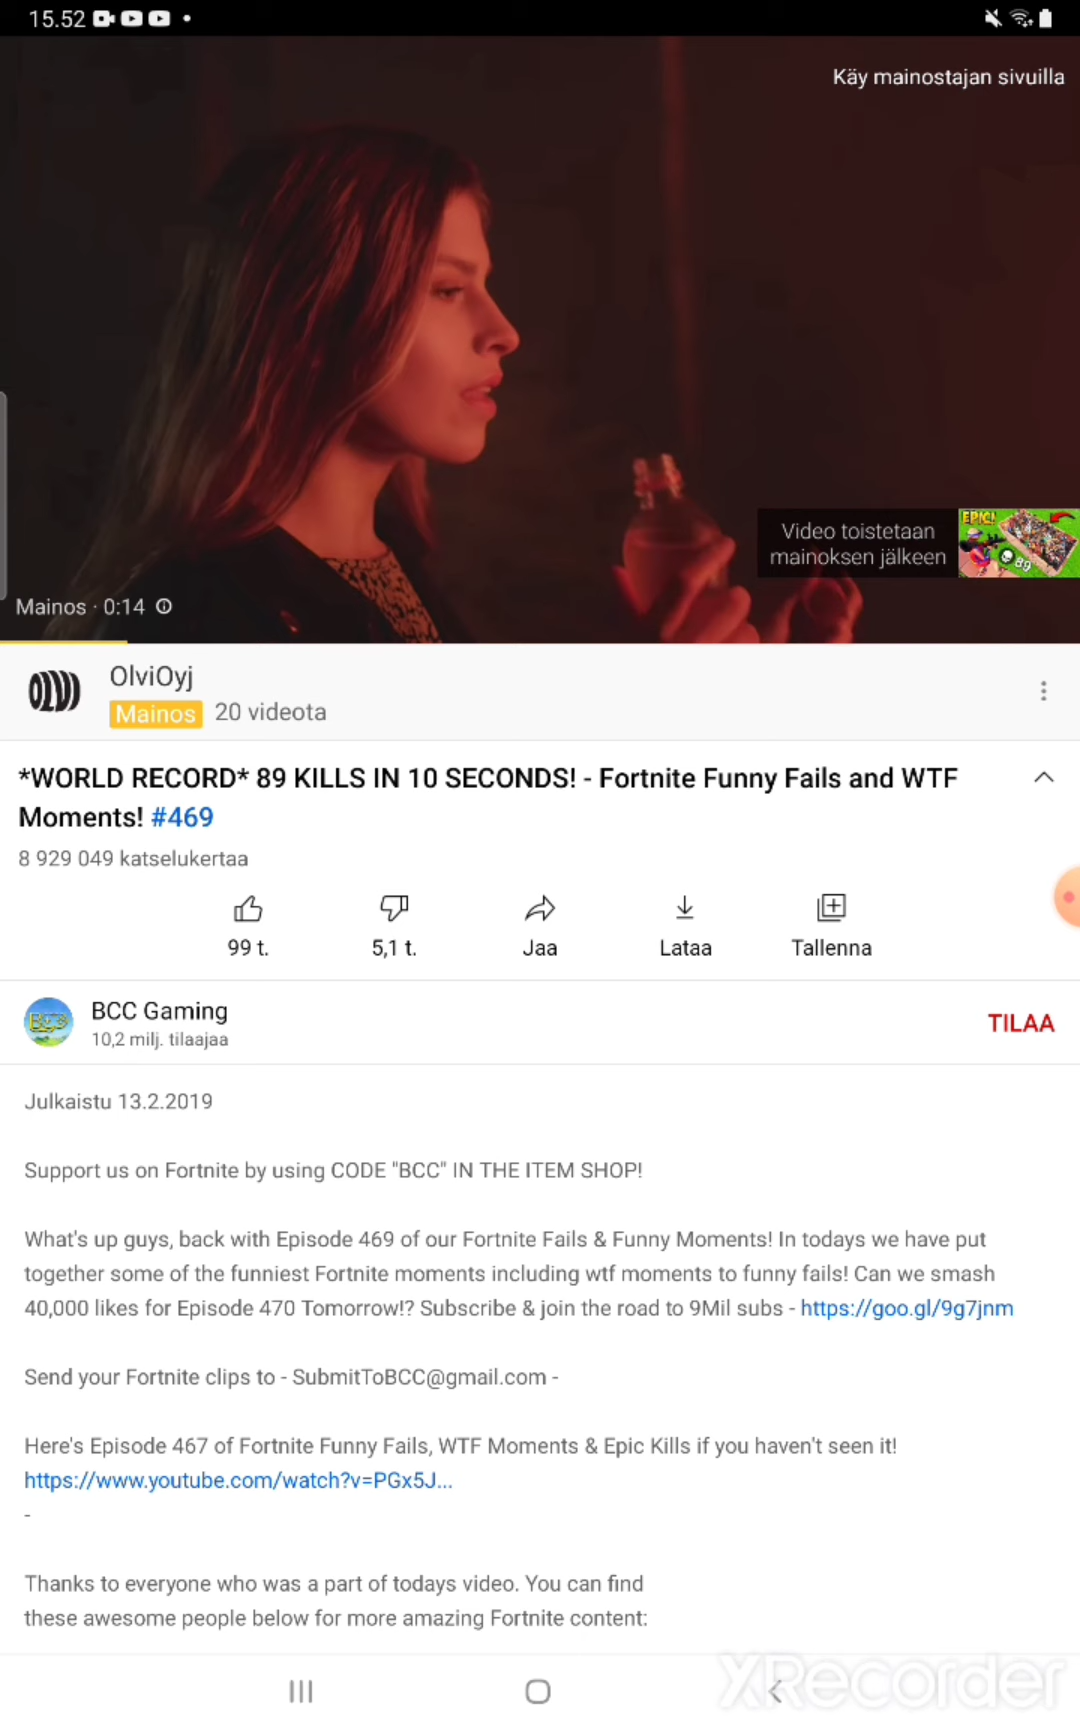 15.52
Käy mainostajan sivuilla
Video toistetaan
mainoksen jälkeen
EPIC!
89
Mainos · 0:14
OLVI
OlviOyj
Mainos 20 videota
*WORLD RECORD* 89 KILLS IN 10 SECONDS! - Fortnite Funny Fails and WTF
Moments! #469
8 929 049 katselukertaa
99 t. 5,1 t. Jaa Lataa Tallenna
BCC
BCC Gaming
10,2 milj. tilaajaa
TILAA
Julkaistu 13.2.2019
Support us on Fortnite by using CODE "BCC" IN THE ITEM SHOP!
What's up guys, back with Episode 469 of our Fortnite Fails & Funny Moments! In todays we have put
together some of the funniest Fortnite moments including wtf moments to funny fails! Can we smash
40,000 likes for Episode 470 Tomorrow!? Subscribe & join the road to 9Mil subs - https://goo.gl/9g7jnm
Send your Fortnite clips to - SubmitToBCC@gmail.com -
Here's Episode 467 of Fortnite Funny Fails, WTF Moments & Epic Kills if you haven't seen it!
https://www.youtube.com/watch?v=PGx5J...
-
Thanks to everyone who was a part of todays video. You can find
these awesome people below for more amazing Fortnite content:
XRecorder